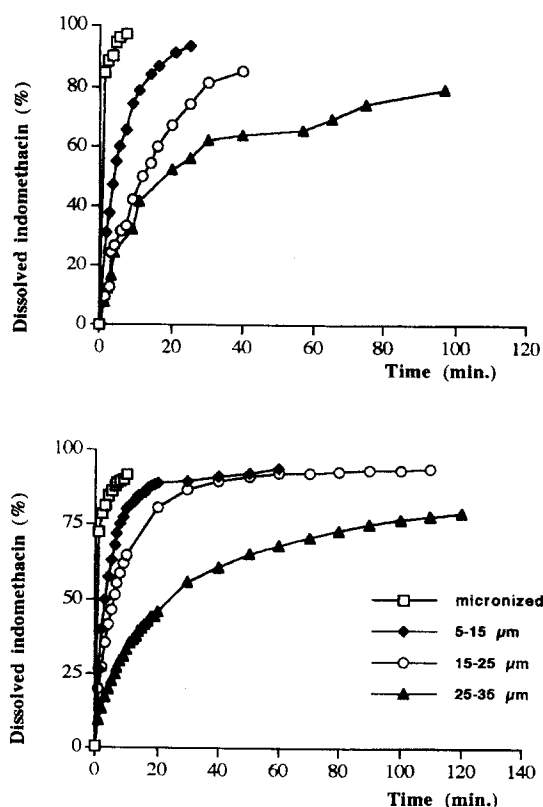 100
80
60
40
20
0
Dissolved indomethacin (%)
0 20 40 60 80 100 120
Time (min.)
100
75
50
25
0
Dissolved indomethacin (%)
micronized
5-15 µm
15-25 µm
25-35 µm
0 20 40 60 80 100 120 140
Time (min.)